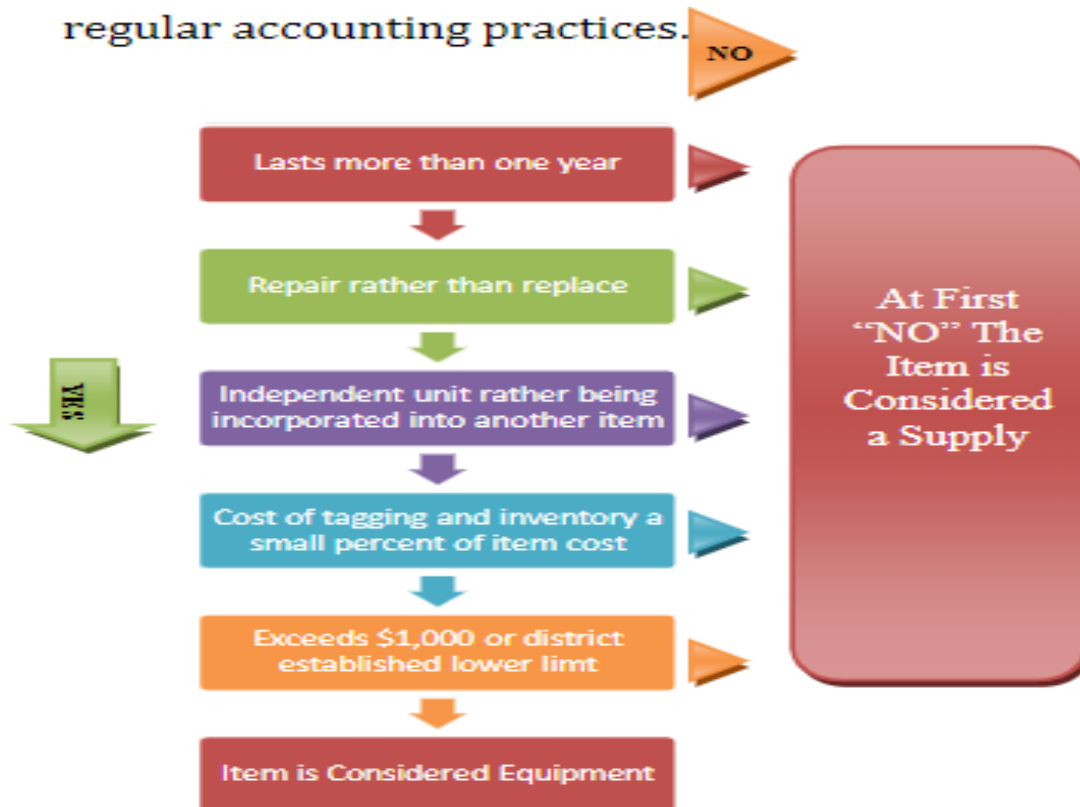 regular accounting practices.
NO
Lasts more than one year
Repair rather than replace
YES
Independent unit rather being
incorporated into another item
Cost of tagging and inventory a
small percent of item cost
Exceeds $1,000 or district
established lower limt
Item is Considered Equipment
At First
“NO” The
Item is
Considered
a Supply